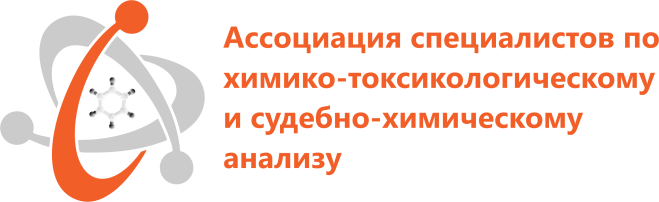 Ассоциация специалистов по
химико-токсикологическому
и судебно-химическому
анализу